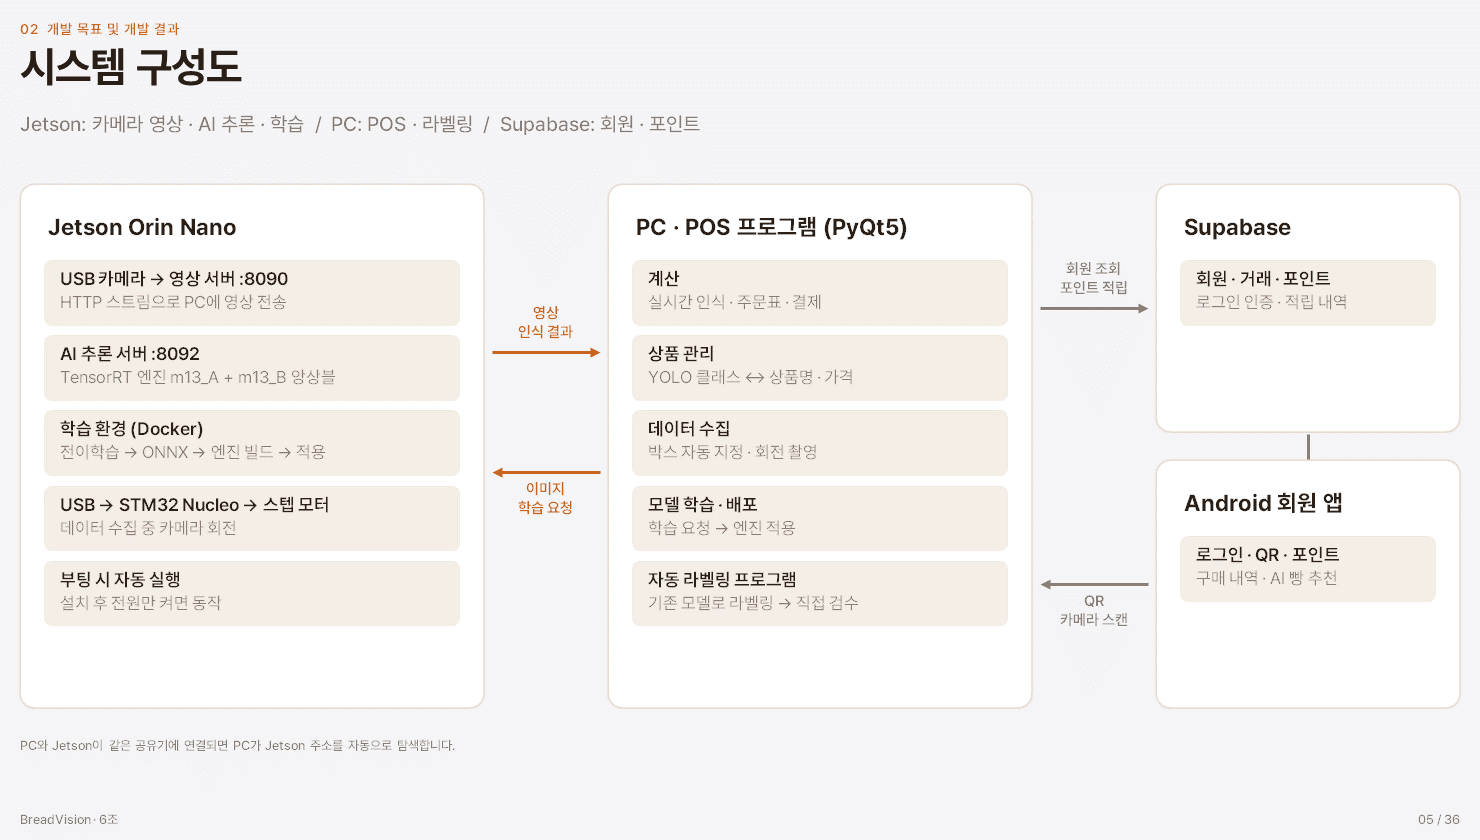 02 개발 목표 및 개발 결과
시스템 구성도
Jetson: 카메라 영상 · AI 추론 · 학습 / PC: POS · 라벨링 / Supabase: 회원 · 포인트
Jetson Orin Nano
USB 카메라 → 영상 서버 :8090
HTTP 스트림으로 PC에 영상 전송
AI 추론 서버 :8092
TensorRT 엔진 m13_A + m13_B 앙상블
학습 환경 (Docker)
전이학습 → ONNX → 엔진 빌드 → 적용
USB → STM32 Nucleo → 스텝 모터
데이터 수집 중 카메라 회전
부팅 시 자동 실행
설치 후 전원만 켜면 동작
영상
인식 결과
이미지
학습 요청
PC · POS 프로그램 (PyQt5)
계산
실시간 인식 · 주문표 · 결제
상품 관리
YOLO 클래스 ↔ 상품명 · 가격
데이터 수집
박스 자동 지정 · 회전 촬영
모델 학습 · 배포
학습 요청 → 엔진 적용
자동 라벨링 프로그램
기존 모델로 라벨링 → 직접 검수
회원 조회
포인트 적립
QR
카메라 스캔
Supabase
회원 · 거래 · 포인트
로그인 인증 · 적립 내역
Android 회원 앱
로그인 · QR · 포인트
구매 내역 · AI 빵 추천
PC와 Jetson이 같은 공유기에 연결되면 PC가 Jetson 주소를 자동으로 탐색합니다.
BreadVision · 6조
05 / 36